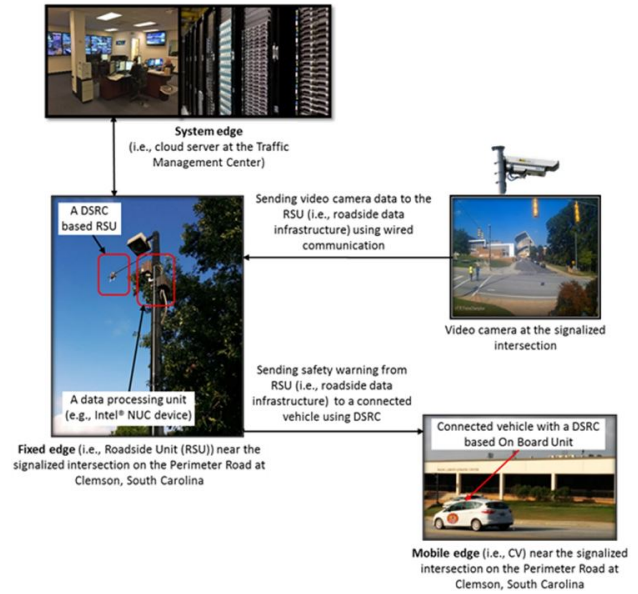 System edge
(i.e., cloud server at the Traffic
Management Center)
A DSRC
based RSU
Sending video camera data to the
RSU (i.e., roadside data
infrastructure) using wired
communication
Video camera at the signalized
intersection
A data processing unit
(e.g., Intel® NUC device)
Sending safety warning from
RSU (i.e., roadside data
infrastructure) to a connected
vehicle using DSRC
Fixed edge (i.e., Roadside Unit (RSU)) near the
signalized intersection on the Perimeter Road at
Clemson, South Carolina
Connected vehicle with a DSRC
based On Board Unit
Mobile edge (i.e., CV) near the signalized
intersection on the Perimeter Road at
Clemson, South Carolina